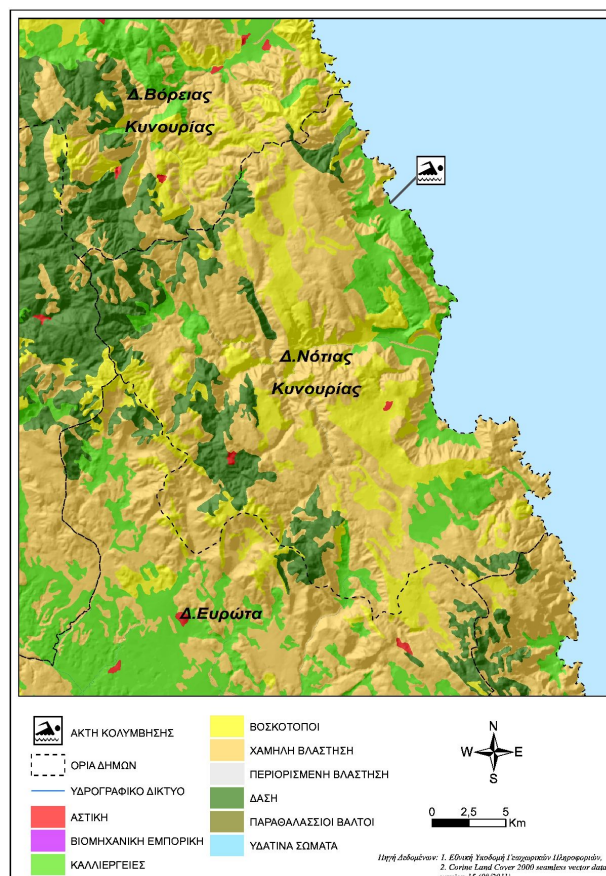 Δ.Βόρειας
Κυνουρίας
Δ.Νότιας
Κυνουρίας
Δ.Ευρώτα
ΑΚΤΗ ΚΟΛΥΜΒΗΣΗΣ
ΟΡΙΑ ΔΗΜΩΝ
ΥΔΡΟΓΡΑΦΙΚΟ ΔΙΚΤΥΟ
ΑΣΤΙΚΗ
ΒΙΟΜΗΧΑΝΙΚΗ ΕΜΠΟΡΙΚΗ
ΚΑΛΛΙΕΡΓΕΙΕΣ
ΒΟΣΚΟΤΟΠΟΙ
ΧΑΜΗΛΗ ΒΛΑΣΤΗΣΗ
ΠΕΡΙΟΡΙΣΜΕΝΗ ΒΛΑΣΤΗΣΗ
ΔΑΣΗ
ΠΑΡΑΘΑΛΑΣΣΙΟΙ ΒΑΛΤΟΙ
ΥΔΑΤΙΝΑ ΣΩΜΑΤΑ
N
W E
S
0 2,5 5
Km
Πηγή Δεδομένων: 1. Εθνική Υποδομή Γεωχωρικών Πληροφοριών,
2. Corine Land Cover 2000 seamless vector data